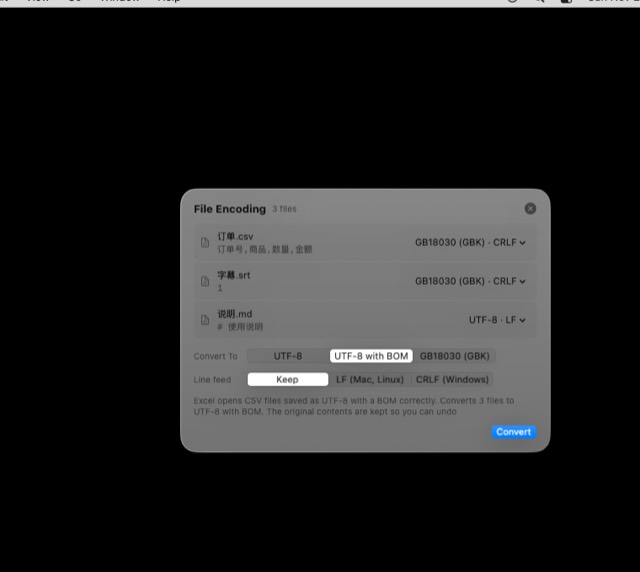 Window
Help
File Encoding 3 files
订单.csv
订单号,商品,数量,金额
GB18030 (GBK) · CRLF
字幕.srt
1
GB18030 (GBK) · CRLF
说明.md
# 使用说明
UTF-8 · LF
Convert To UTF-8 UTF-8 with BOM GB18030 (GBK)
Line feed Keep LF (Mac, Linux) CRLF (Windows)
Excel opens CSV files saved as UTF-8 with a BOM correctly. Converts 3 files to
UTF-8 with BOM. The original contents are kept so you can undo
Convert